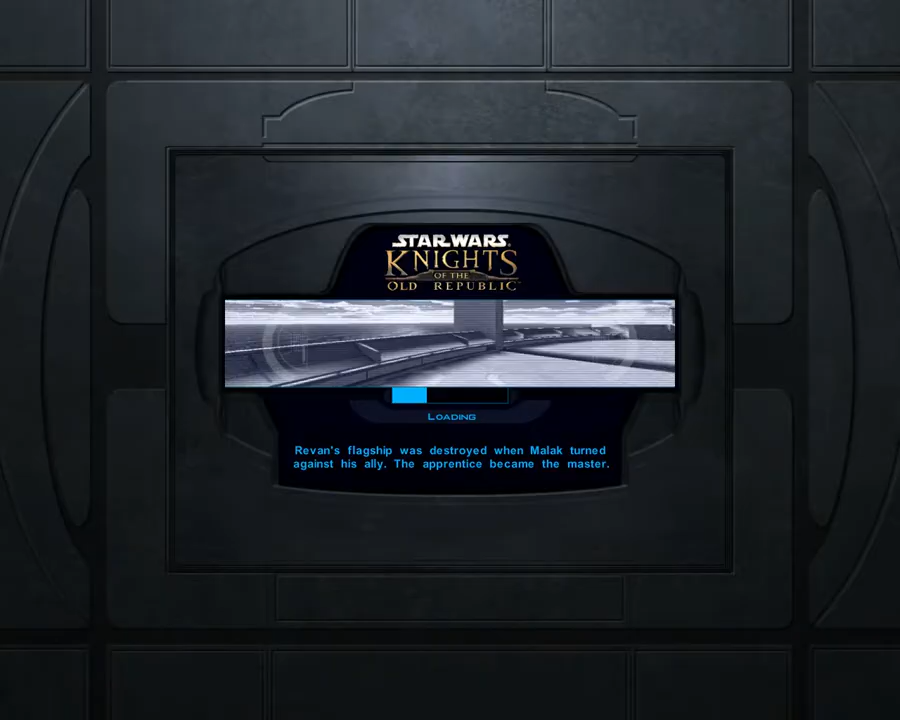 STAR WARS
KNIGHTS
OF THE
OLD REPUBLIC
LOADING
Revan's flagship was destroyed when Malak turned
against his ally. The apprentice became the master.